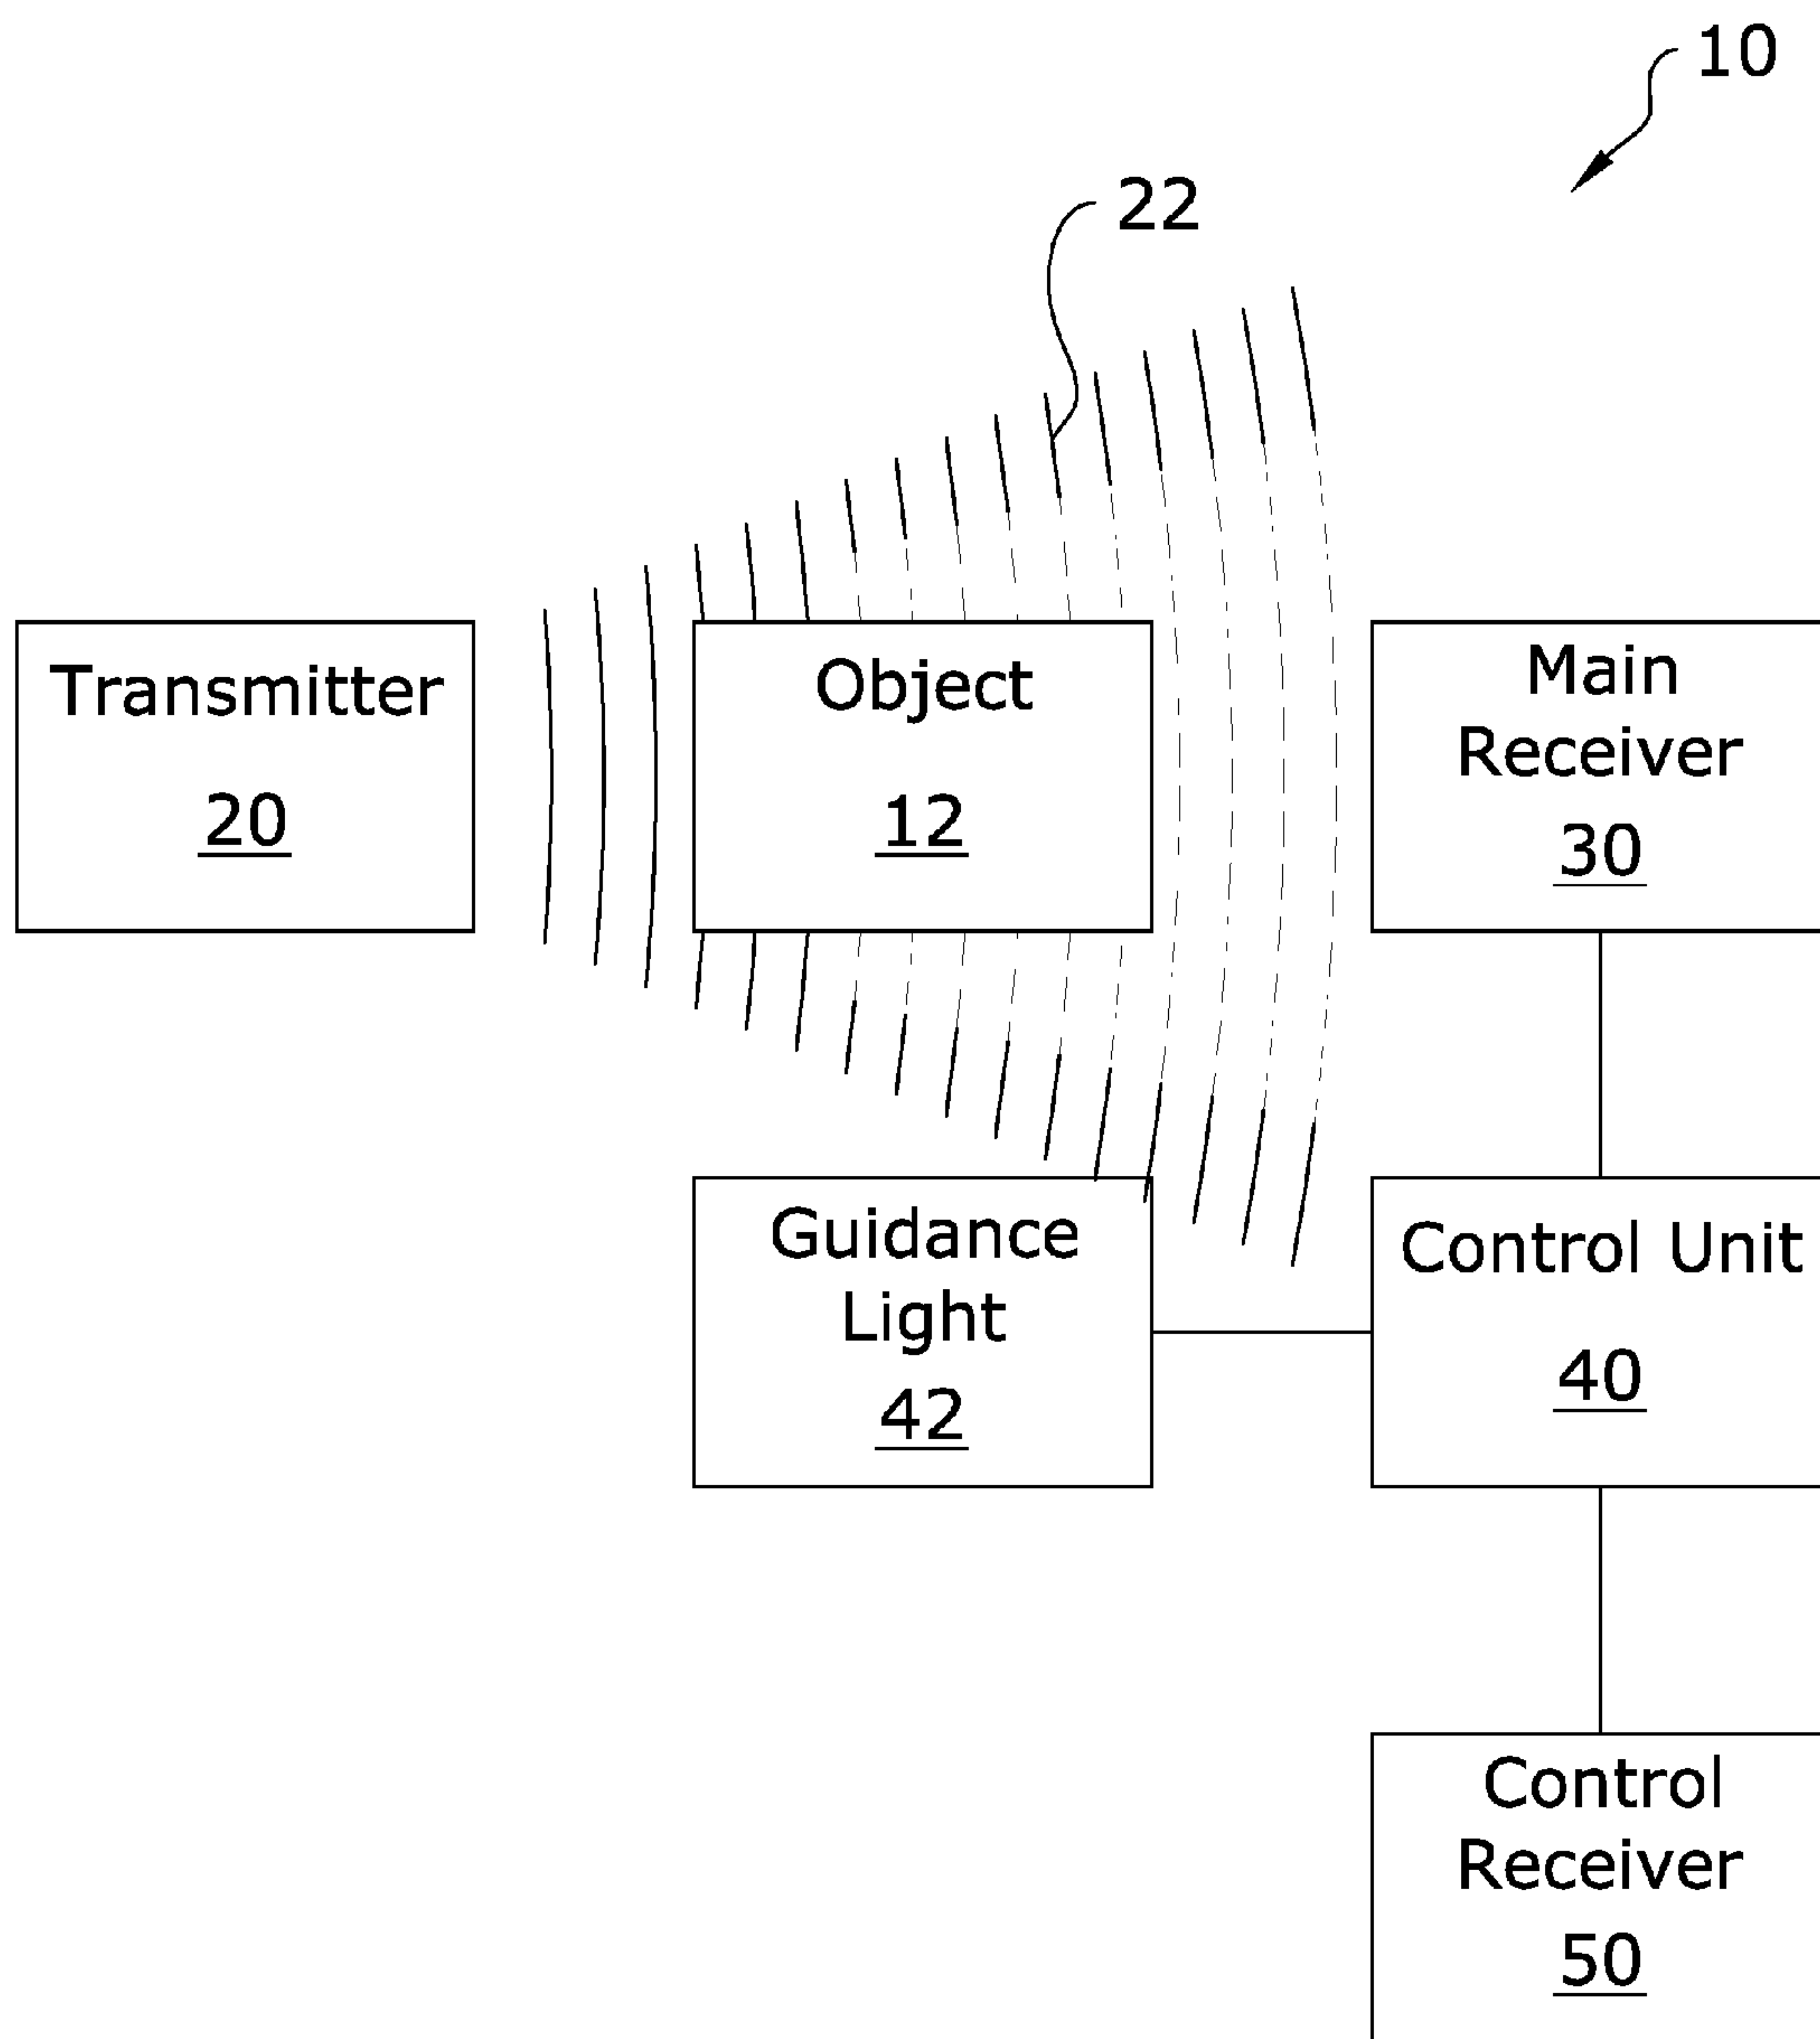 10
22
Transmitter
20
Object
12
Main
Receiver
30
Guidance
Light
42
Control Unit
40
Control
Receiver
50